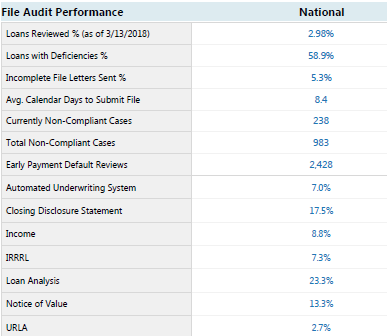 File Audit Performance National
Loans Reviewed % (as of 3/13/2018) 2.98%
Loans with Deficiencies % 58.9%
Incomplete File Letters Sent % 5.3%
Avg. Calendar Days to Submit File 8.4
Currently Non-Compliant Cases 238
Total Non-Compliant Cases 983
Early Payment Default Reviews 2,428
Automated Underwriting System 7.0%
Closing Disclosure Statement 17.5%
Income 8.8%
IRRRL 7.3%
Loan Analysis 23.3%
Notice of Value 13.3%
URLA 2.7%